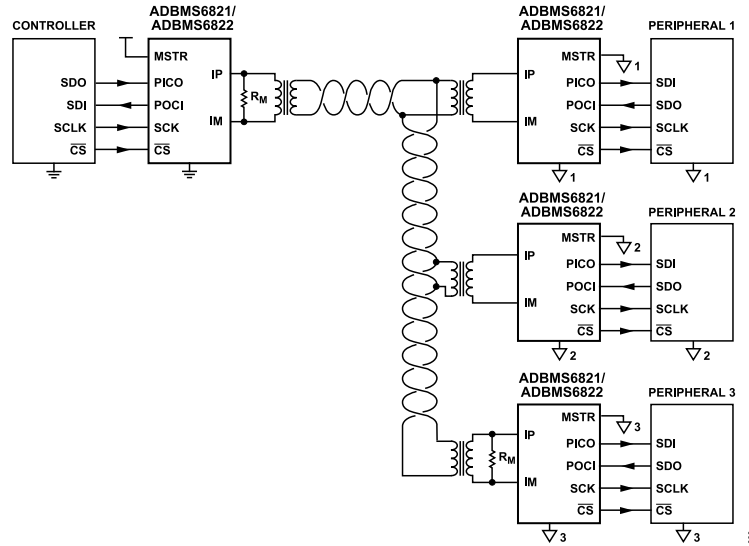 CONTROLLER
SDO
SDI
SCLK
CS
ADBMS6821/
ADBMS6822
MSTR
PICO
POCI
SCK
CS
IP
IM
RM
ADBMS6821/
ADBMS6822
IP
IM
MSTR
PICO
POCI
SCK
CS
1
1
PERIPHERAL 1
SDI
SDO
SCLK
CS
1
ADBMS6821/
ADBMS6822
IP
IM
MSTR
PICO
POCI
SCK
CS
2
2
PERIPHERAL 2
SDI
SDO
SCLK
CS
2
ADBMS6821/
ADBMS6822
RM
IP
IM
MSTR
PICO
POCI
SCK
CS
3
3
PERIPHERAL 3
SDI
SDO
SCLK
CS
3